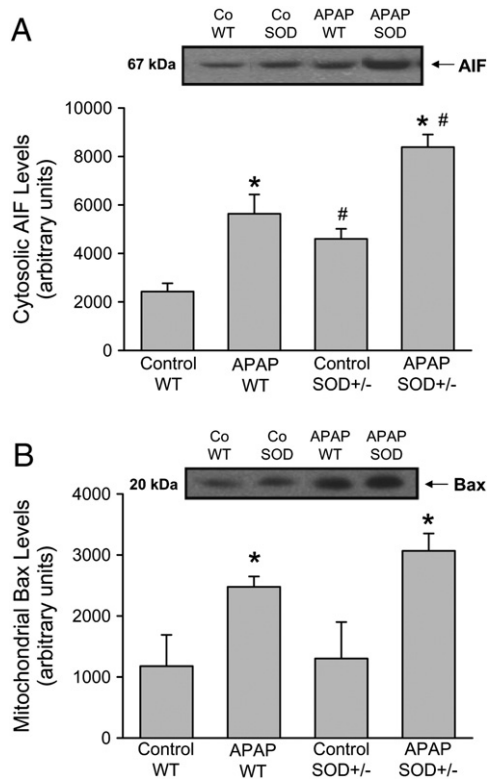 A
Co Co APAP APAP
WT SOD WT SOD
67 kDa AIF
10000
8000
6000
4000
2000
0
Cytosolic AIF Levels
(arbitrary units)
*
#
* #
Control APAP Control APAP
WT WT SOD+/- SOD+/-
B
Co Co APAP APAP
WT SOD WT SOD
20 kDa Bax
4000
3000
2000
1000
0
Mitochondrial Bax Levels
(arbitrary units)
*
*
Control APAP Control APAP
WT WT SOD+/- SOD+/-